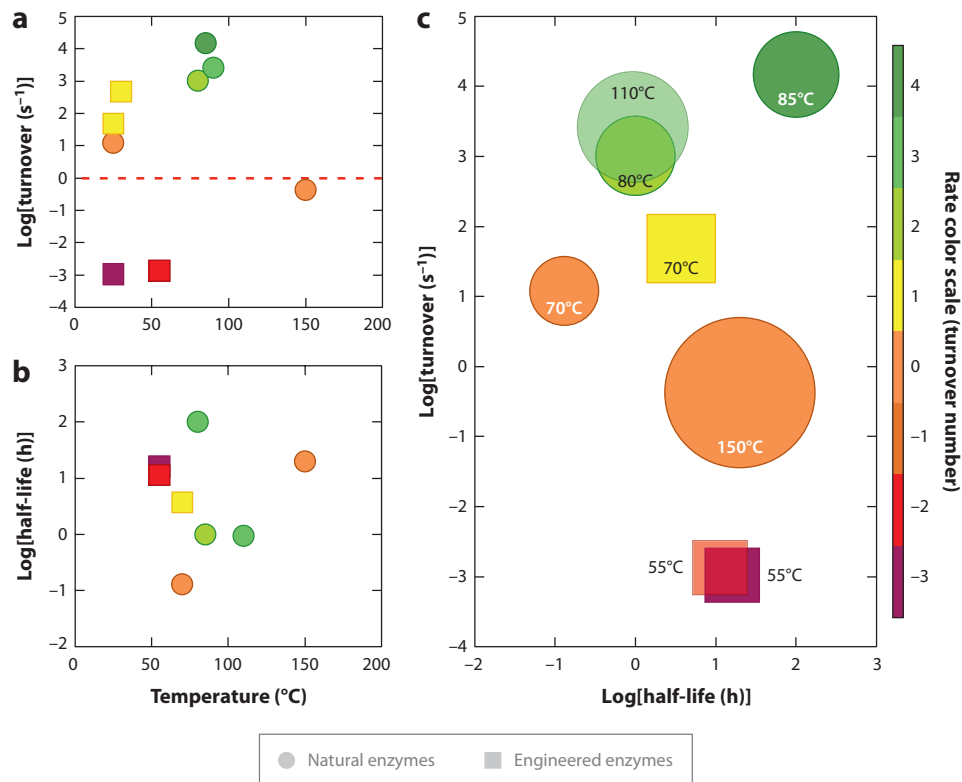 a
5
4
3
2
1
0
−1
−2
−3
−4
Log[turnover (s⁻¹)]
0
50
100
150
200
b
3
2
1
0
−1
−2
Log[half-life (h)]
0
50
100
150
200
Temperature (°C)
c
5
4
3
2
1
0
−1
−2
−3
−4
Log[turnover (s⁻¹)]
110°C
85°C
80°C
70°C
70°C
150°C
55°C
55°C
−2
−1
0
1
2
3
Log[half-life (h)]
4
3
2
1
0
−1
−2
−3
Rate color scale (turnover number)
Natural enzymes
Engineered enzymes